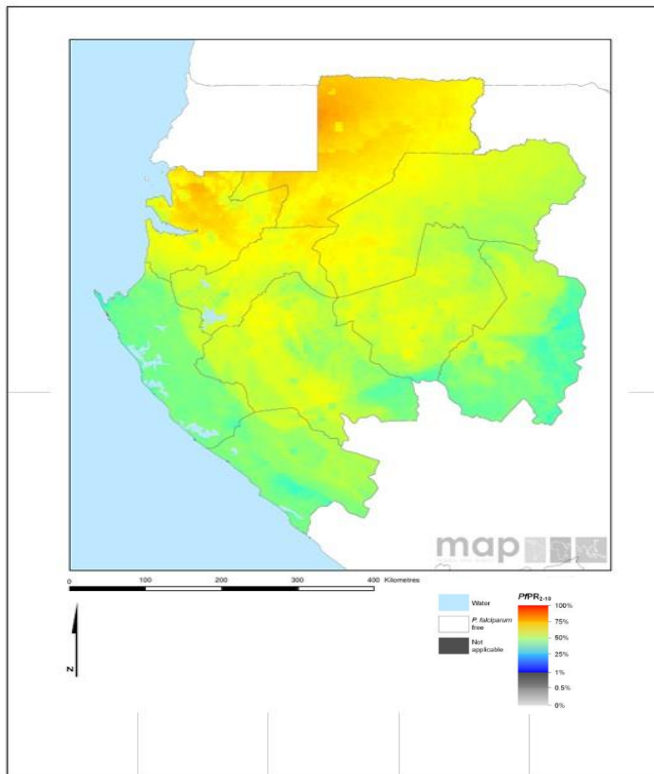 map
0 100 200 300 400 Kilometres
N
Water
P. falciparum
free
Not
applicable
PfPR2-10
100%
75%
50%
25%
1%
0.5%
0%